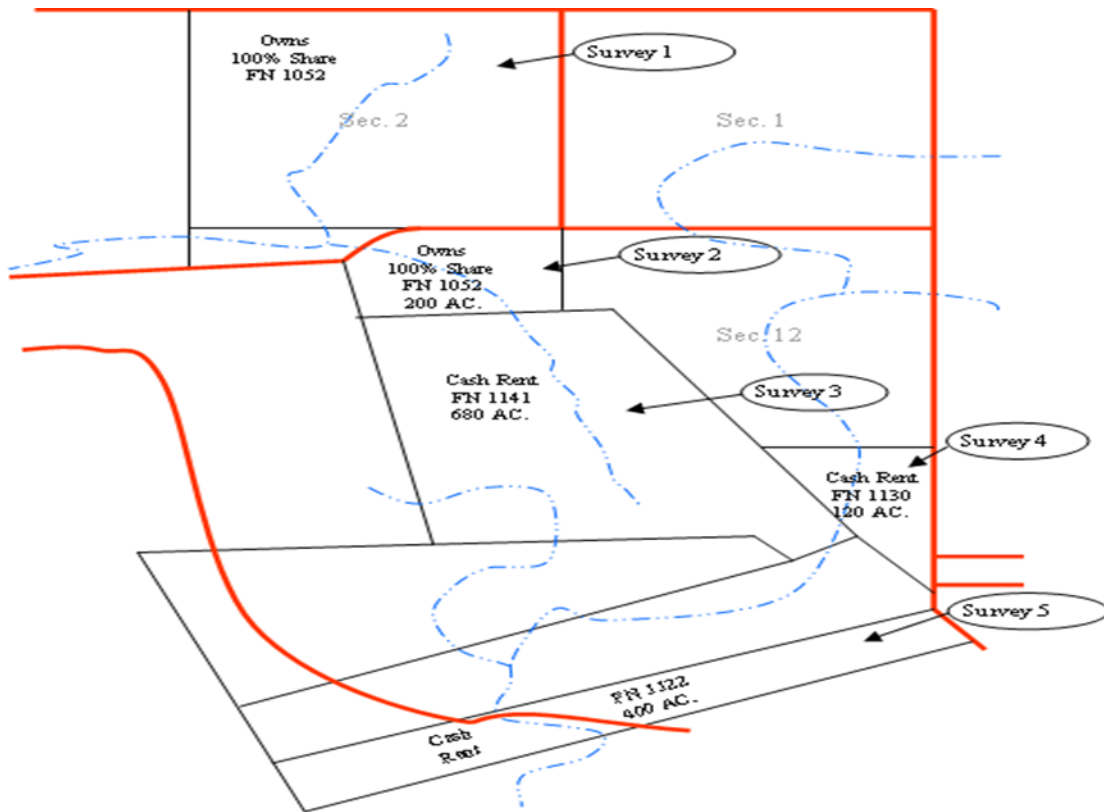 Owns
100% Share
FN 1052
Survey 1
Sec. 2
Sec. 1
Owns
100% Share
FN 1052
200 AC.
Survey 2
Sec. 12
Cash Rent
FN 1141
680 AC.
Survey 3
Survey 4
Cash Rent
FN 1130
120 AC.
Survey 5
FN 1122
400 AC.
Cash
Rent